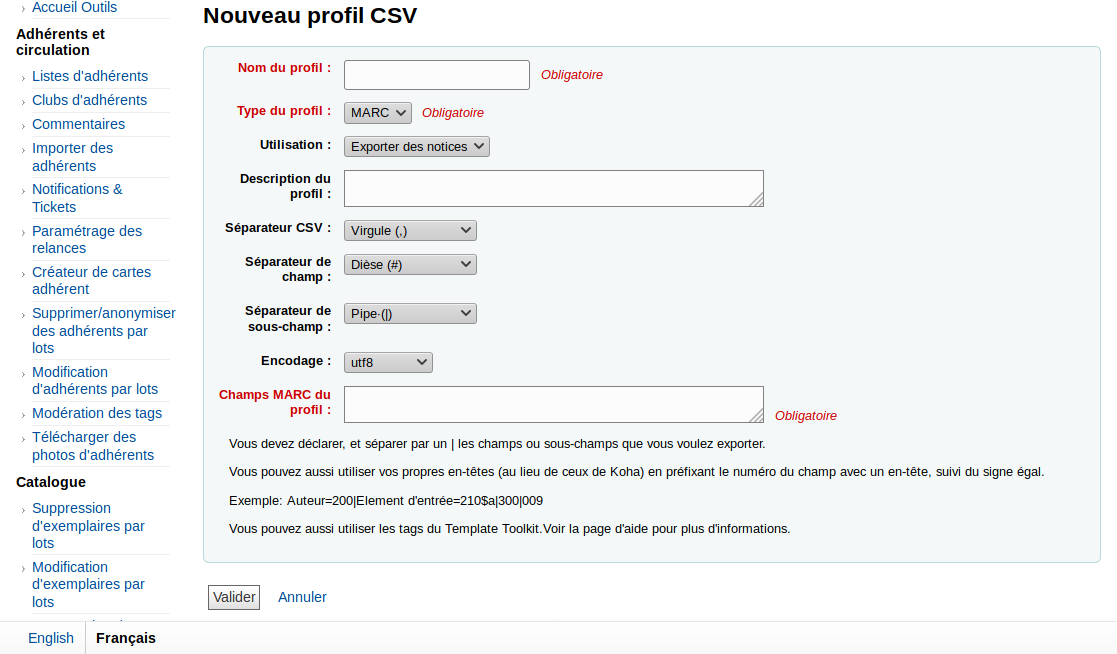 Accueil Outils
Adhérents et
circulation
Listes d'adhérents
Clubs d'adhérents
Commentaires
Importer des
adhérents
Notifications &
Tickets
Paramétrage des
relances
Créateur de cartes
adhérent
Supprimer/anonymiser
des adhérents par
lots
Modification
d'adhérents par lots
Modération des tags
Télécharger des
photos d'adhérents
Catalogue
Suppression
d'exemplaires par
lots
Modification
d'exemplaires par
lots
Nouveau profil CSV
Nom du profil : Obligatoire
Type du profil : MARC Obligatoire
Utilisation : Exporter des notices
Description du
profil :
Séparateur CSV : Virgule (,)
Séparateur de
champ : Dièse (#)
Séparateur de
sous-champ : Pipe·(|)
Encodage : utf8
Champs MARC du
profil : Obligatoire
Vous devez déclarer, et séparer par un | les champs ou sous-champs que vous voulez exporter.
Vous pouvez aussi utiliser vos propres en-têtes (au lieu de ceux de Koha) en préfixant le numéro du champ avec un en-tête, suivi du signe égal.
Exemple: Auteur=200|Element d'entrée=210$a|300|009
Vous pouvez aussi utiliser les tags du Template Toolkit.Voir la page d'aide pour plus d'informations.
Valider Annuler
English Français